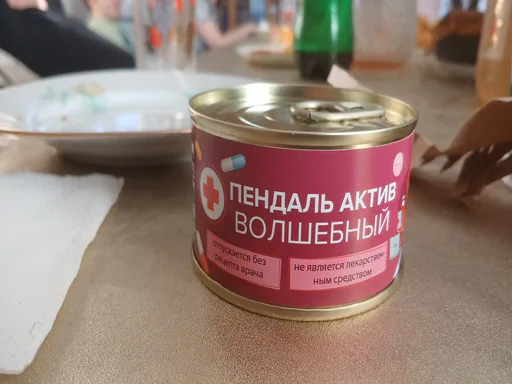 ПЕНДАЛЬ АКТИВ
ВОЛШЕБНЫЙ
отпускается без
рецепта врача
не является лекарствен-
ным средством